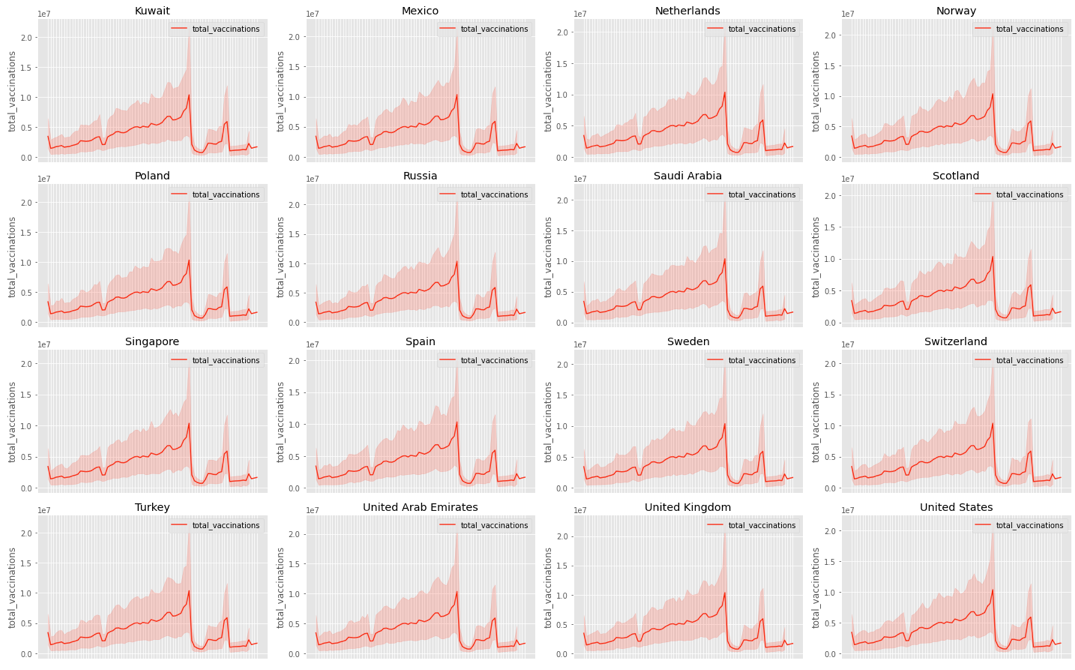 Kuwait Mexico Netherlands Norway
1e7 1e7 1e7 1e7
total_vaccinations total_vaccinations total_vaccinations total_vaccinations
2.0 2.0 2.0 2.0
1.5 1.5 1.5 1.5
1.0 1.0 1.0 1.0
0.5 0.5 0.5 0.5
0.0 0.0 0.0 0.0
total_vaccinations total_vaccinations total_vaccinations total_vaccinations
Poland Russia Saudi Arabia Scotland
1e7 1e7 1e7 1e7
total_vaccinations total_vaccinations total_vaccinations total_vaccinations
2.0 2.0 2.0 2.0
1.5 1.5 1.5 1.5
1.0 1.0 1.0 1.0
0.5 0.5 0.5 0.5
0.0 0.0 0.0 0.0
total_vaccinations total_vaccinations total_vaccinations total_vaccinations
Singapore Spain Sweden Switzerland
1e7 1e7 1e7 1e7
total_vaccinations total_vaccinations total_vaccinations total_vaccinations
2.0 2.0 2.0 2.0
1.5 1.5 1.5 1.5
1.0 1.0 1.0 1.0
0.5 0.5 0.5 0.5
0.0 0.0 0.0 0.0
total_vaccinations total_vaccinations total_vaccinations total_vaccinations
Turkey United Arab Emirates United Kingdom United States
1e7 1e7 1e7 1e7
total_vaccinations total_vaccinations total_vaccinations total_vaccinations
2.0 2.0 2.0 2.0
1.5 1.5 1.5 1.5
1.0 1.0 1.0 1.0
0.5 0.5 0.5 0.5
0.0 0.0 0.0 0.0
total_vaccinations total_vaccinations total_vaccinations total_vaccinations